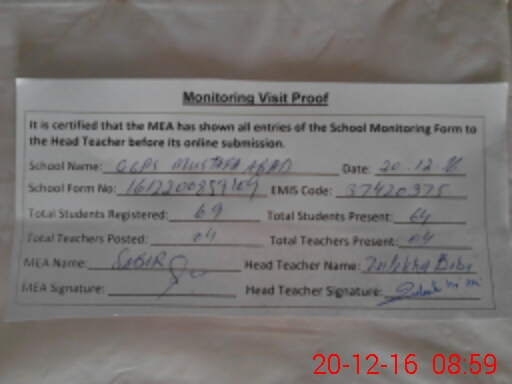 Monitoring Visit Proof
It is certified that the MEA has shown all entries of the School Monitoring Form to
the Head Teacher before its online submission.
School Name: GGPS MUSTAFA ABAD Date: 20.12.16
School Form No: EMIS Code: 37420375
Total Students Registered: 69 Total Students Present: 64
Total Teachers Posted: 04 Total Teachers Present: 04
MEA Name: SABIR Head Teacher Name: Bibi
MEA Signature: Head Teacher Signature:
20-12-16 08:59